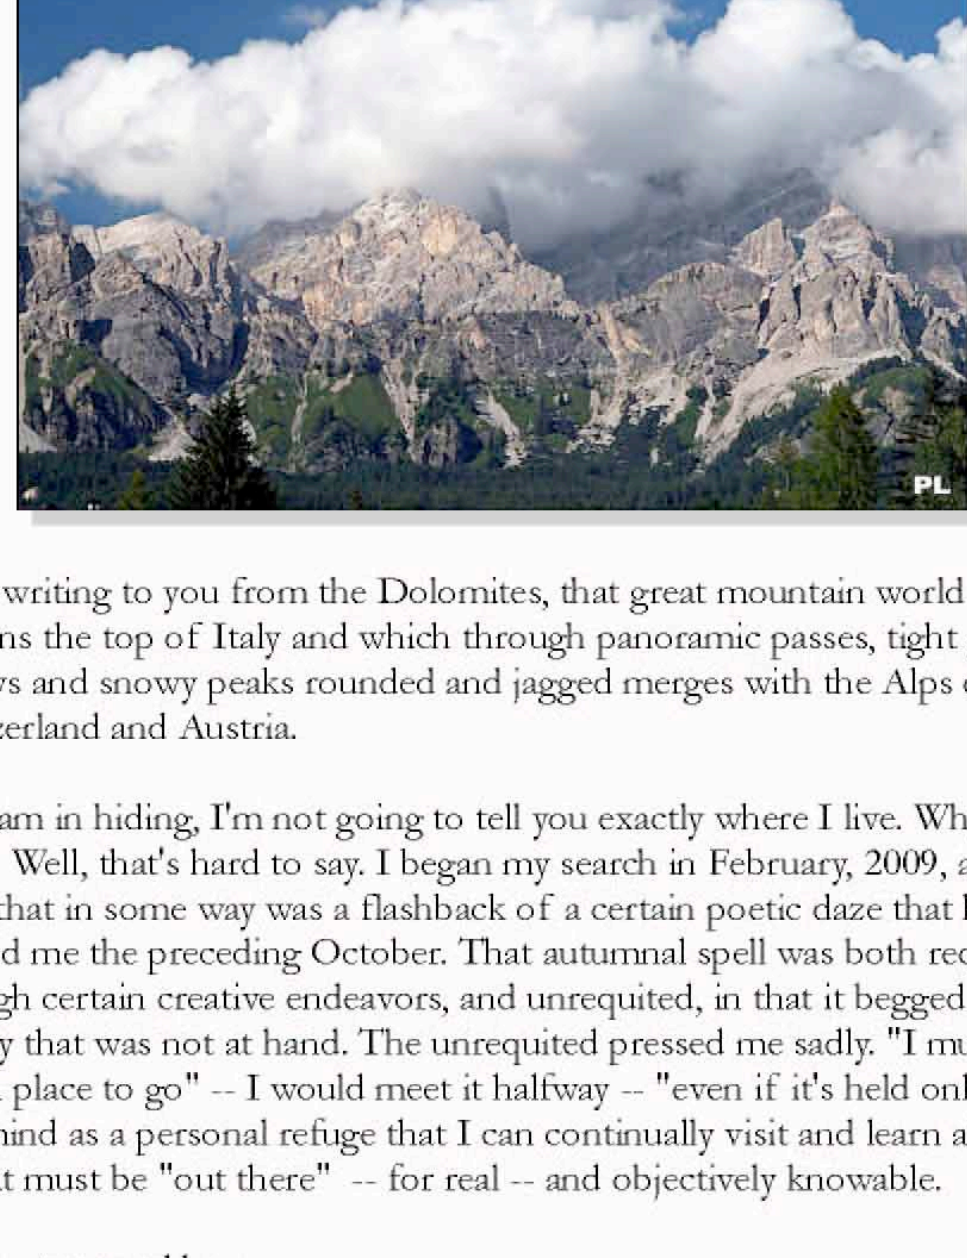 PL
writing to you from the Dolomites, that great mountain world
ns the top of Italy and which through panoramic passes, tight
s and snowy peaks rounded and jagged merges with the Alps
erland and Austria.
am in hiding, I'm not going to tell you exactly where I live. Wh
Well, that's hard to say. I began my search in February, 2009, a
that in some way was a flashback of a certain poetic daze that
d me the preceding October. That autumnal spell was both rec
gh certain creative endeavors, and unrequited, in that it begged
y that was not at hand. The unrequited pressed me sadly. "I mu
place to go" -- I would meet it halfway -- "even if it's held onl
ind as a personal refuge that I can continually visit and learn a
t must be "out there" -- for real -- and objectively knowable.